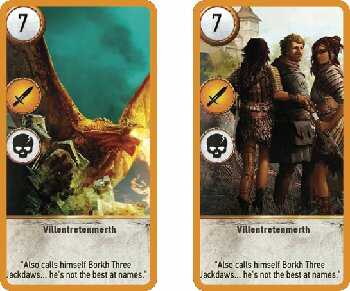 7
Villentretenmerth
"Also calls himself Borkh Three
Jackdaws... he's not the best at names."
7
Villentretenmerth
"Also calls himself Borkh Three
Jackdaws... he's not the best at names."